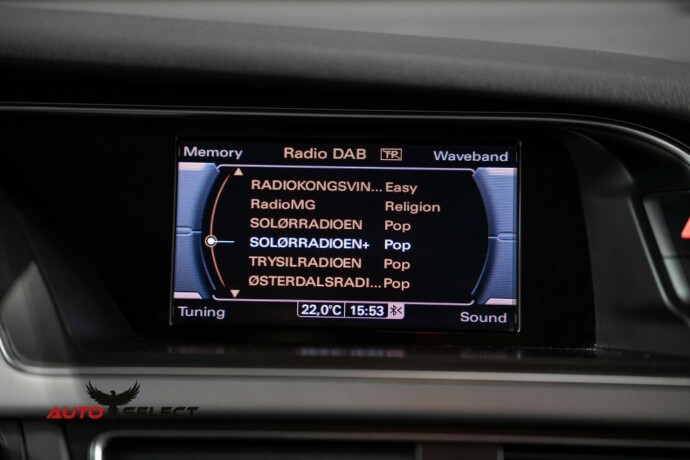 Memory Radio DAB TP Waveband
RADIOKONGSVIN... Easy
RadioMG Religion
SOLØRRADIOEN Pop
SOLØRRADIOEN+ Pop
TRYSILRADIOEN Pop
ØSTERDALSRADI... Pop
Tuning 22,0°C 15:53 Sound
AUTO SELECT